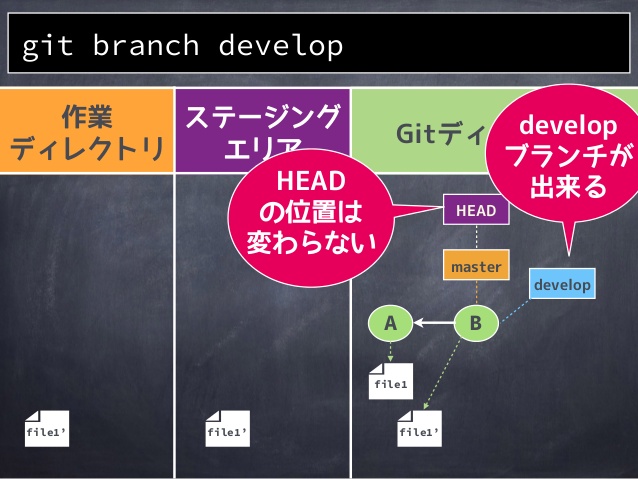 git branch develop
作業
ディレクトリ
ステージング
エリア
Gitディ
develop
ブランチが
出来る
HEAD
の位置は
変わらない
HEAD
master
develop
A
B
file1
file1’
file1’
file1’